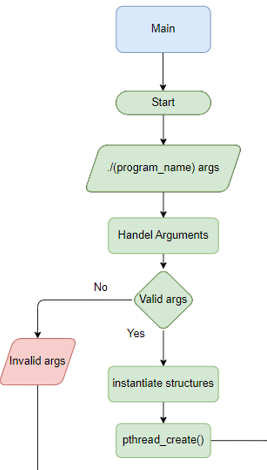 Main
Start
./(program_name) args
Handel Arguments
Valid args
No
Yes
Invalid args
instantiate structures
pthread_create()